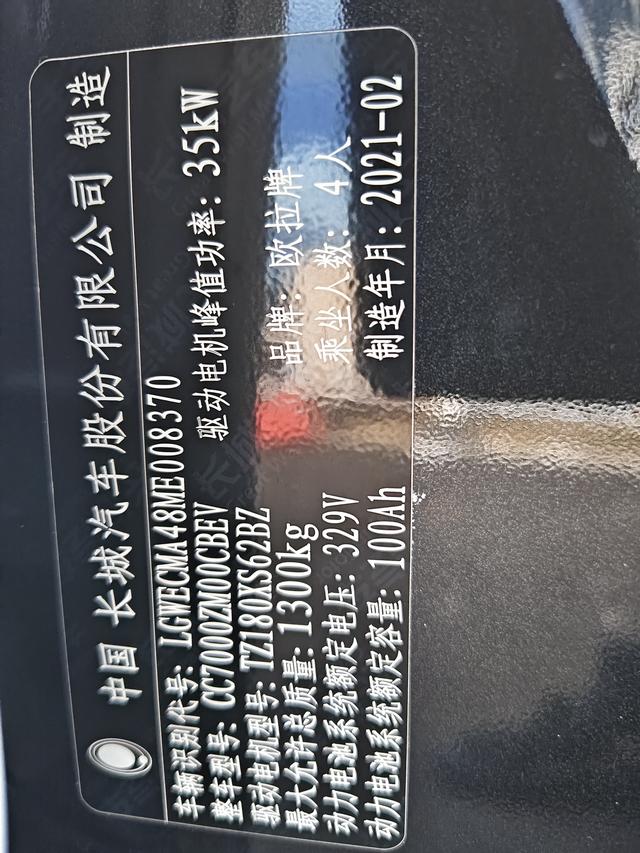 中国 长城汽车股份有限公司 制造
车辆识别代号: LGWECMA48ME008370
整车型号: CC7000ZM00CBEV 驱动电机峰值功率: 35kW
驱动电机型号: TZ180XS62BZ
最大允许总质量: 1300kg 品牌: 欧拉牌
动力电池系统额定电压: 329V 乘坐人数: 4人
动力电池系统额定容量: 100Ah 制造年月: 2021-02